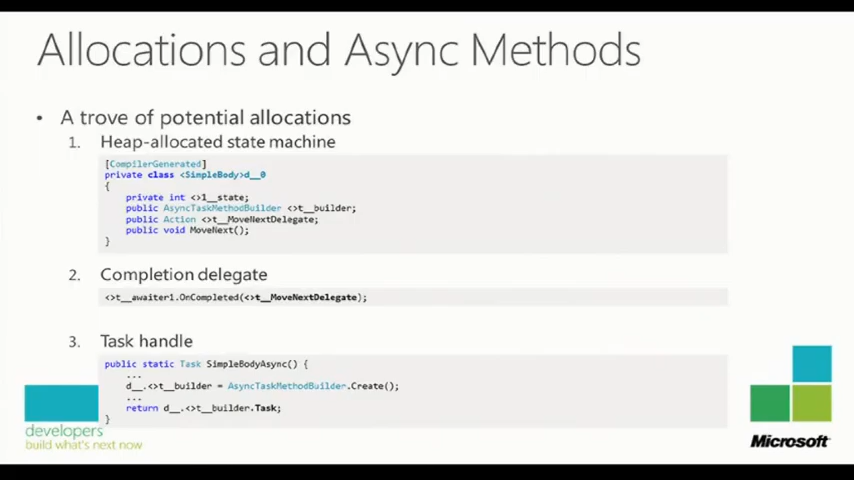 Allocations and Async Methods
• A trove of potential allocations
1. Heap-allocated state machine
[CompilerGenerated]
private class <SimpleBody>d__0
{
private int <>1__state;
public AsyncTaskMethodBuilder <>t__builder;
public Action <>t__MoveNextDelegate;
public void MoveNext();
}
2. Completion delegate
<>t__awaiter1.OnCompleted(<>t__MoveNextDelegate);
3. Task handle
public static Task SimpleBodyAsync() {
...
d__.<>t__builder = AsyncTaskMethodBuilder.Create();
...
return d__.<>t__builder.Task;
}
developers
build what's next now
Microsoft